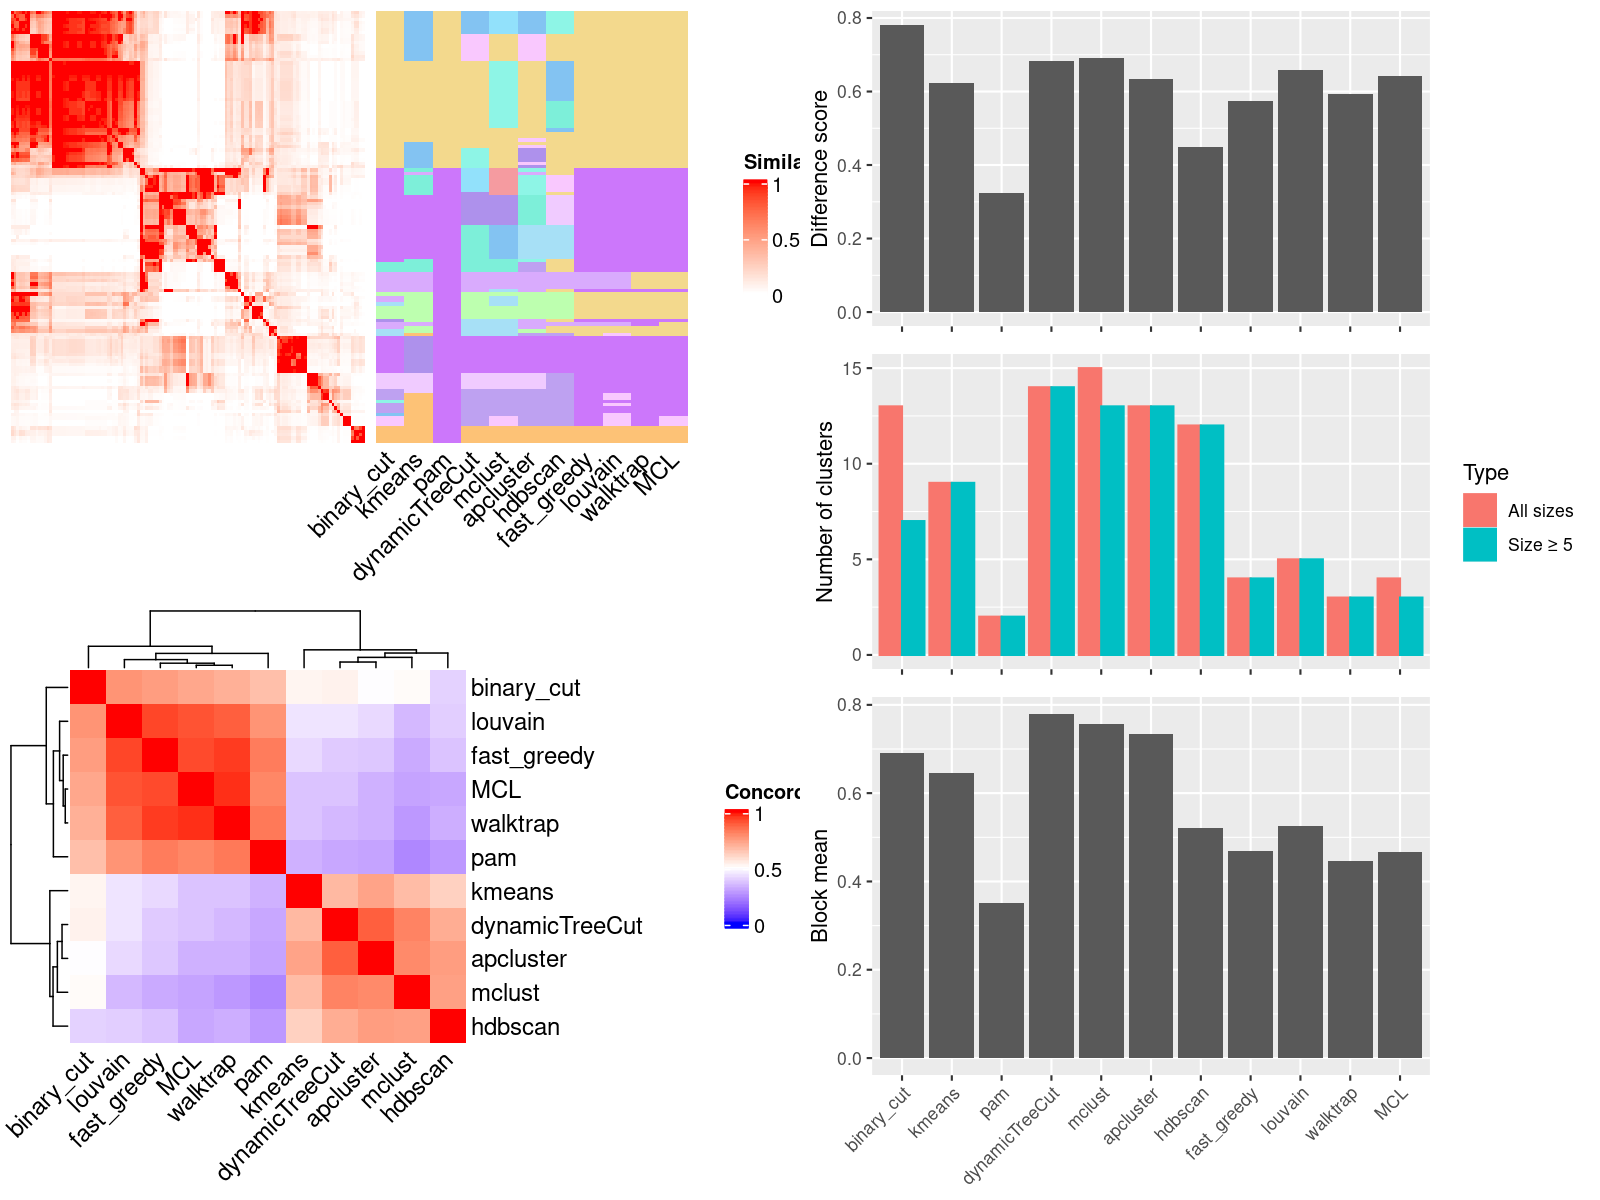 Simila
1
0.5
0
binary_cut
kmeans
pam
dynamicTreeCut
mclust
apcluster
hdbscan
fast_greedy
louvain
walktrap
MCL
binary_cut
louvain
fast_greedy
MCL
walktrap
pam
kmeans
dynamicTreeCut
apcluster
mclust
hdbscan
binary_cut
louvain
fast_greedy
MCL
walktrap
pam
kmeans
dynamicTreeCut
apcluster
mclust
hdbscan
Concord
1
0.5
0
Difference score
0.8
0.6
0.4
0.2
0.0
Number of clusters
15
10
5
0
Type
All sizes
Size ≥ 5
Block mean
0.8
0.6
0.4
0.2
0.0
binary_cut
kmeans
pam
dynamicTreeCut
mclust
apcluster
hdbscan
fast_greedy
louvain
walktrap
MCL